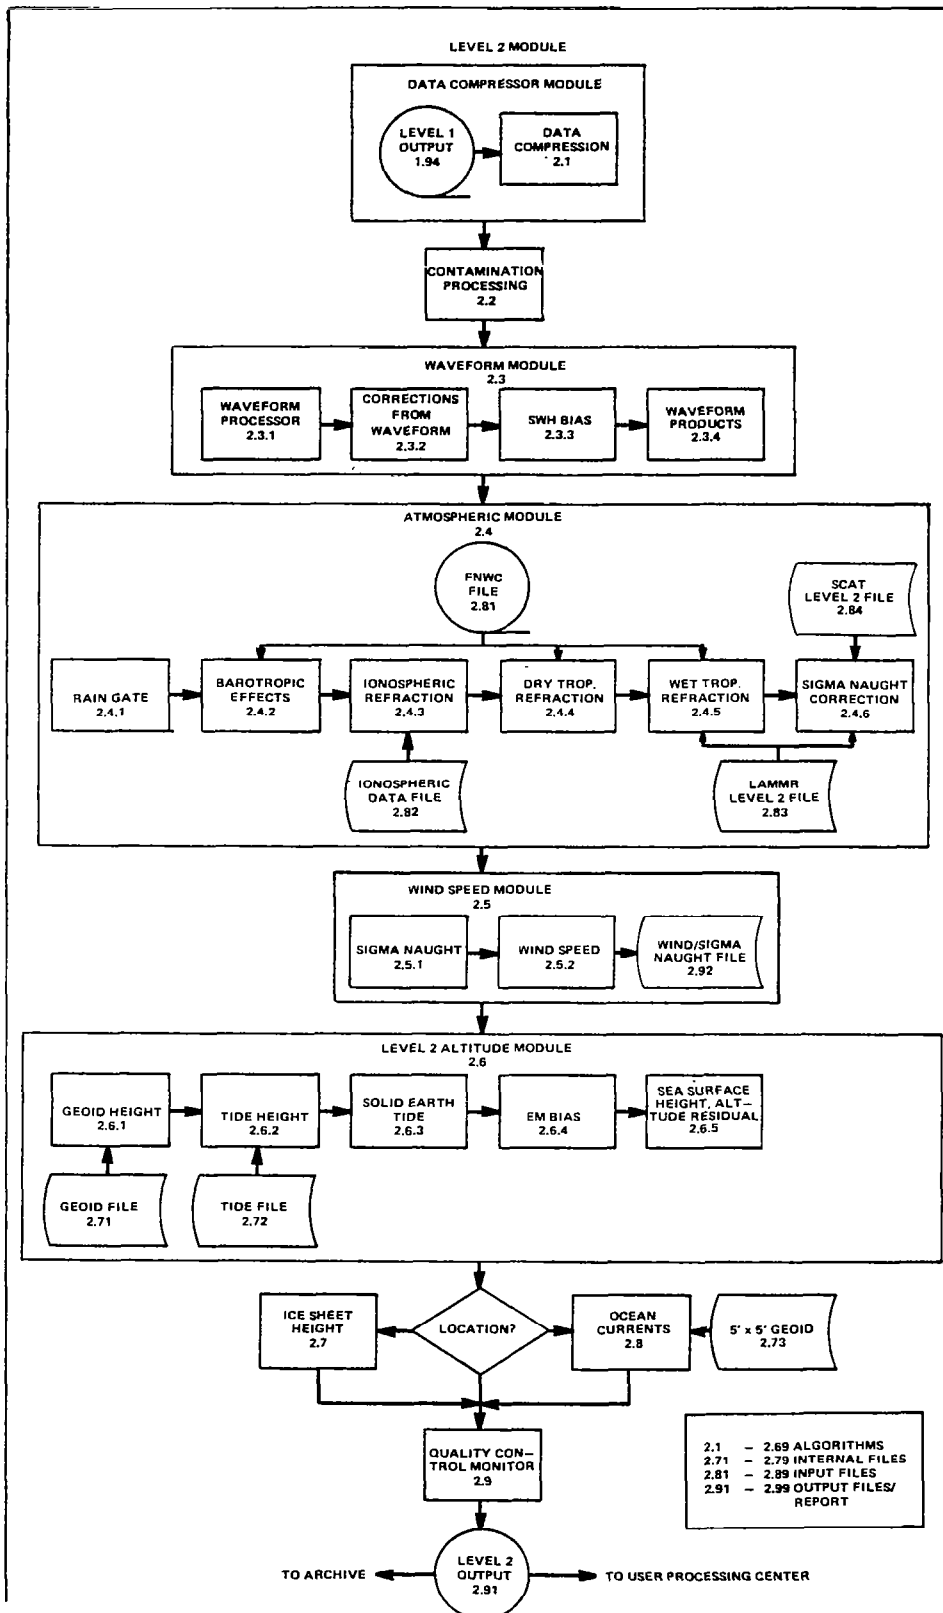 LEVEL 2 MODULE
DATA COMPRESSOR MODULE
LEVEL 1
OUTPUT
1.94
DATA
COMPRESSION
2.1
CONTAMINATION
PROCESSING
2.2
WAVEFORM MODULE
2.3
WAVEFORM
PROCESSOR
2.3.1
CORRECTIONS
FROM
WAVEFORM
2.3.2
SWH BIAS
2.3.3
WAVEFORM
PRODUCTS
2.3.4
ATMOSPHERIC MODULE
2.4
FNWC
FILE
2.81
SCAT
LEVEL 2 FILE
2.84
RAIN GATE
2.4.1
BAROTROPIC
EFFECTS
2.4.2
IONOSPHERIC
REFRACTION
2.4.3
DRY TROP.
REFRACTION
2.4.4
WET TROP.
REFRACTION
2.4.5
SIGMA NAUGHT
CORRECTION
2.4.6
IONOSPHERIC
DATA FILE
2.82
LAMMR
LEVEL 2 FILE
2.83
WIND SPEED MODULE
2.5
SIGMA NAUGHT
2.5.1
WIND SPEED
2.5.2
WIND/SIGMA
NAUGHT FILE
2.92
LEVEL 2 ALTITUDE MODULE
2.6
GEOID HEIGHT
2.6.1
TIDE HEIGHT
2.6.2
SOLID EARTH
TIDE
2.6.3
EM BIAS
2.6.4
SEA SURFACE
HEIGHT, ALT-
TUDE RESIDUAL
2.6.5
GEOID FILE
2.71
TIDE FILE
2.72
ICE SHEET
HEIGHT
2.7
LOCATION?
OCEAN
CURRENTS
2.8
5' x 5' GEOID
2.73
QUALITY CON-
TROL MONITOR
2.9
2.1 – 2.69 ALGORITHMS
2.71 – 2.79 INTERNAL FILES
2.81 – 2.89 INPUT FILES
2.91 – 2.99 OUTPUT FILES/
REPORT
TO ARCHIVE
LEVEL 2
OUTPUT
2.91
TO USER PROCESSING CENTER